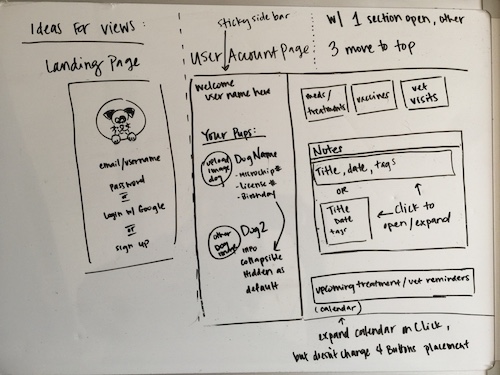 Ideas for views:
Landing Page
email/username
password
or
Login w/ Google
or
sign up
sticky side bar
User Account Page:
w/ 1 section open, other
3 move to top
Welcome
user name here
Your Pups:
upload
image
dog
Dog Name
- Microchip #
- License #
- Birthday
other
dog
image
Dog 2
info
collapsible
hidden as
default
meds/
treatments
vaccines
vet
visits
Notes
Title, date, tags
OR
Title
Date
tags
click to
open/expand
upcoming treatment/vet reminders
(calendar)
expand calendar on click,
but doesn't change 4 buttons placement